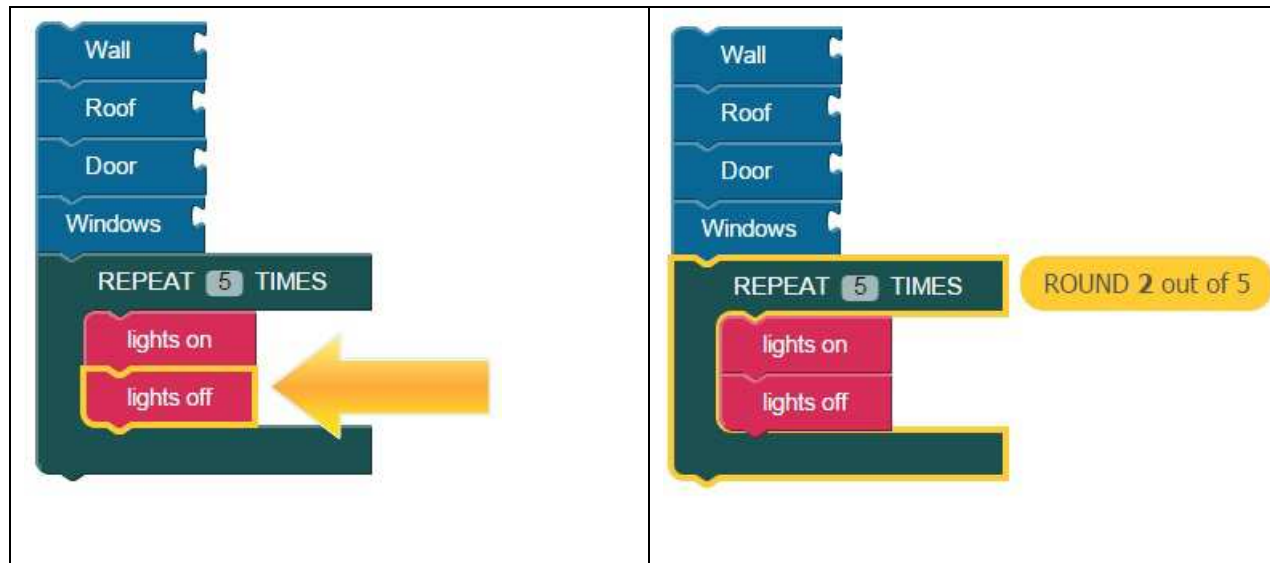 Wall
Roof
Door
Windows
REPEAT 5 TIMES
lights on
lights off
Wall
Roof
Door
Windows
REPEAT 5 TIMES
ROUND 2 out of 5
lights on
lights off